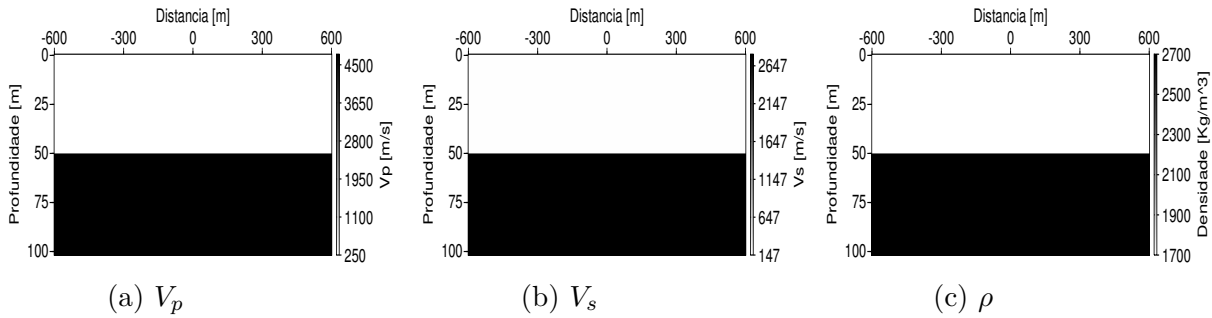 Distancia [m]
-600 -300 0 300 600
Profundidade [m]
0
25
50
75
100
4500
3650
2800
1950
1100
250
Vp [m/s]
(a) Vp
Distancia [m]
-600 -300 0 300 600
Profundidade [m]
0
25
50
75
100
2647
2147
1647
1147
647
147
Vs [m/s]
(b) Vs
Distancia [m]
-600 -300 0 300 600
Profundidade [m]
0
25
50
75
100
2700
2500
2300
2100
1900
1700
Densidade [Kg/m^3]
(c) ρ